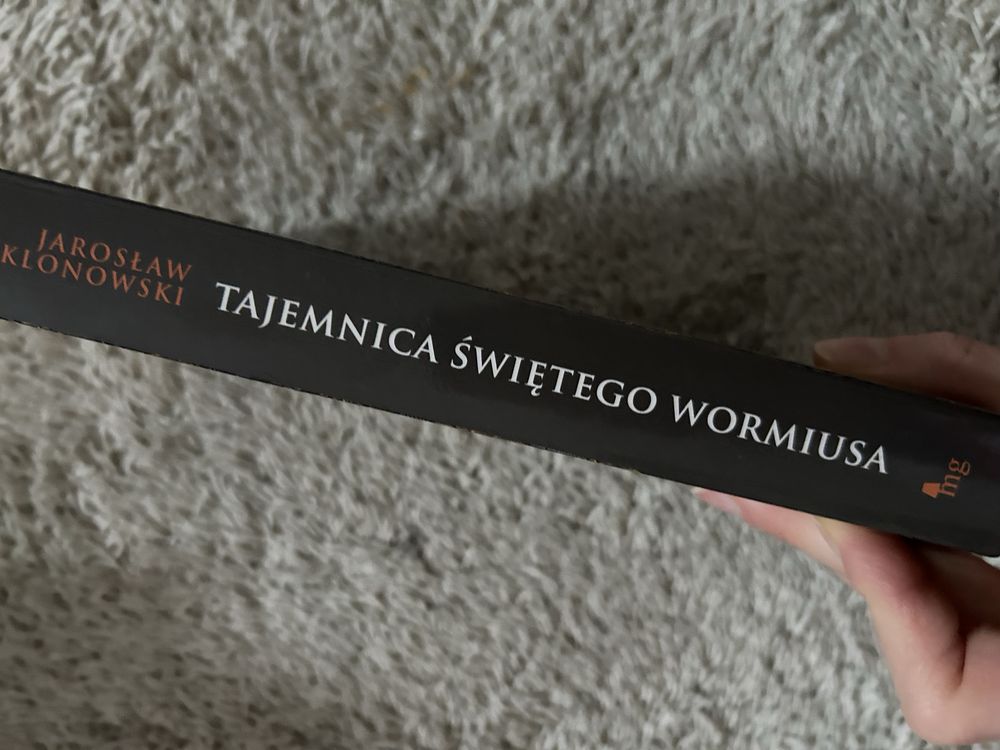 JAROSŁAW
KLONOWSKI
TAJEMNICA ŚWIĘTEGO WORMIUSA
mg